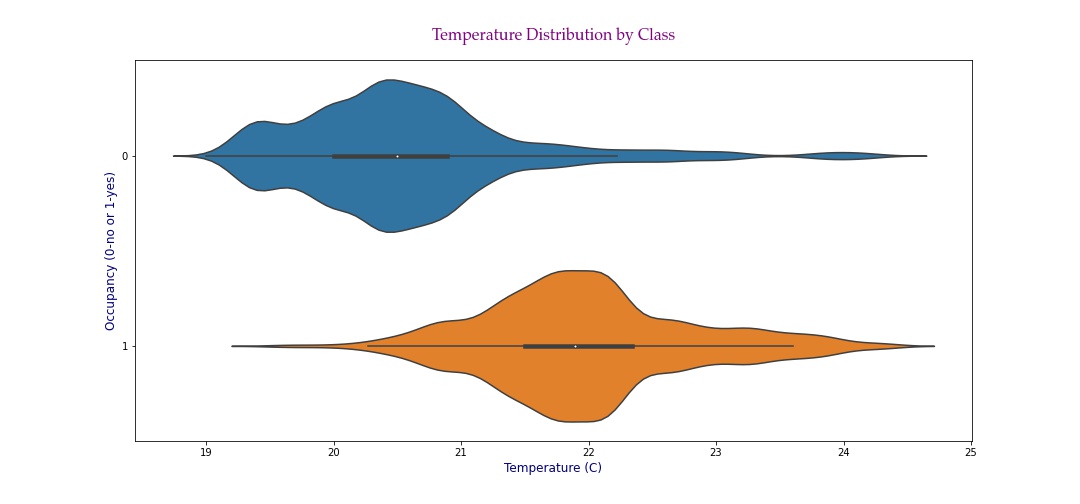 Temperature Distribution by Class
Occupancy (0-no or 1-yes)
0
1
19 20 21 22 23 24 25
Temperature (C)